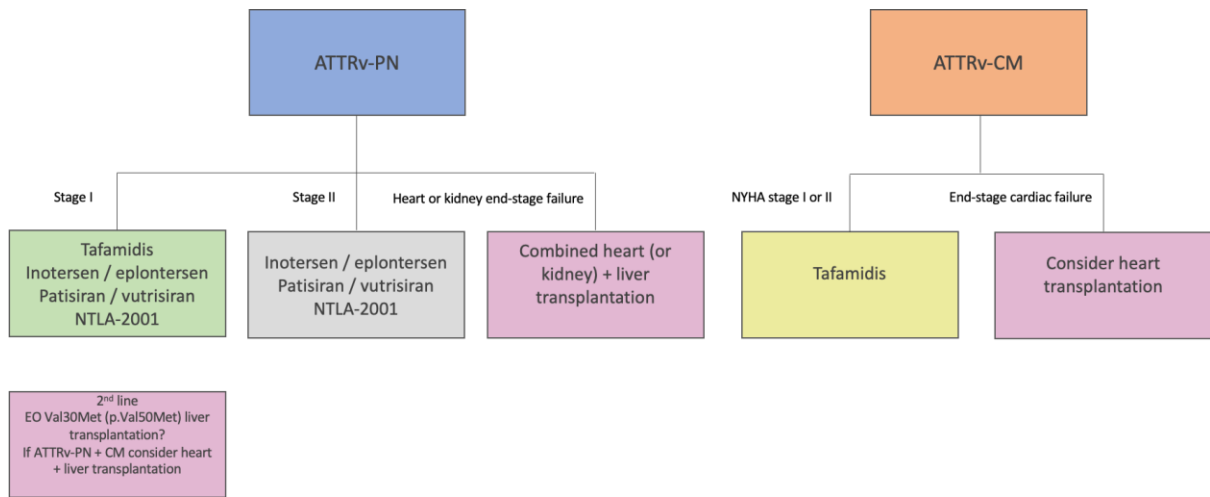 ATTRv-PN
ATTRv-CM
Stage I
Stage II
Heart or kidney end-stage failure
NYHA stage I or II
End-stage cardiac failure
Tafamidis
Inotersen / eplontersen
Patisiran / vutrisiran
NTLA-2001
Inotersen / eplontersen
Patisiran / vutrisiran
NTLA-2001
Combined heart (or
kidney) + liver
transplantation
Tafamidis
Consider heart
transplantation
2nd line
EO Val30Met (p.Val50Met) liver
transplantation?
If ATTRv-PN + CM consider heart
+ liver transplantation